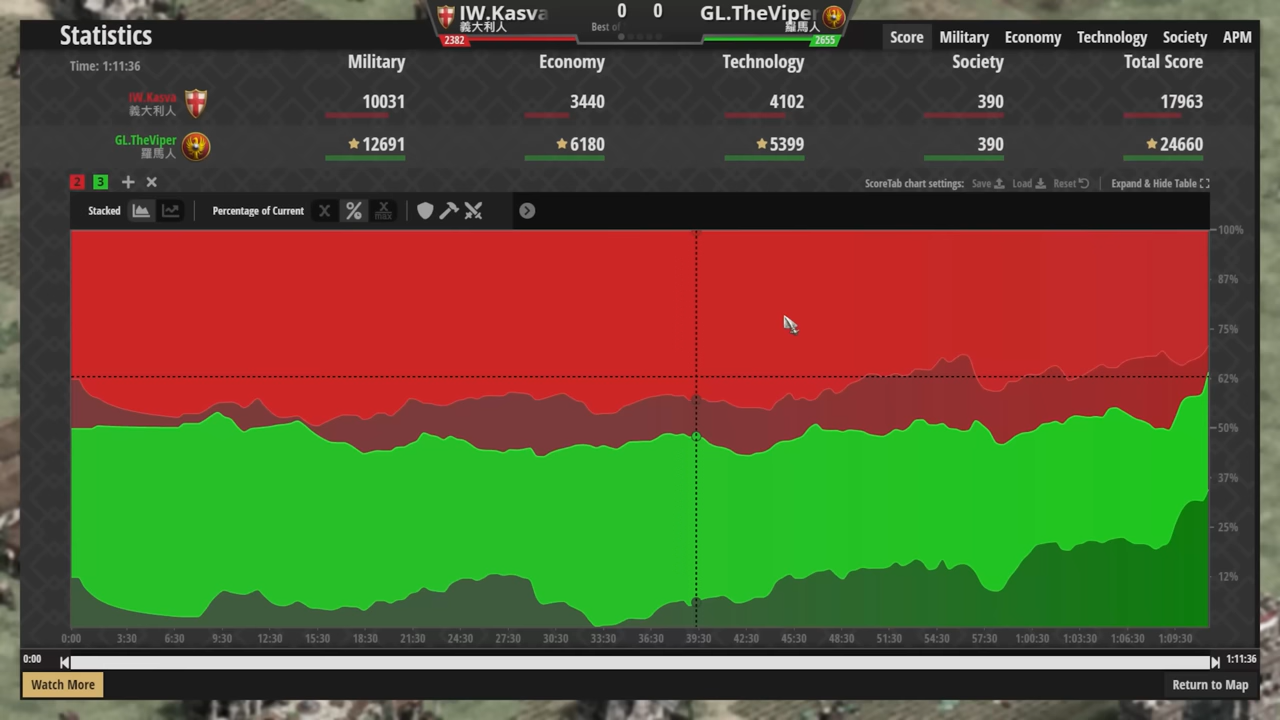 IW.Kasva 0 0 GL.TheViper
義大利人 Best of 羅馬人
2382 2655
Statistics
Score Military Economy Technology Society APM
Time: 1:11:36 Military Economy Technology Society Total Score
IW.Kasva 10031 3440 4102 390 17963
義大利人
GL.TheViper 12691 6180 5399 390 24660
羅馬人
2 3 ScoreTab chart settings: Save Load Reset Expand & Hide Table
Stacked Percentage of Current X % X max
100%
87%
75%
62%
50%
37%
25%
12%
0:00 3:30 6:30 9:30 12:30 15:30 18:30 21:30 24:30 27:30 30:30 33:30 36:30 39:30 42:30 45:30 48:30 51:30 54:30 57:30 1:00:30 1:03:30 1:06:30 1:09:30
0:00 1:11:36
Watch More Return to Map